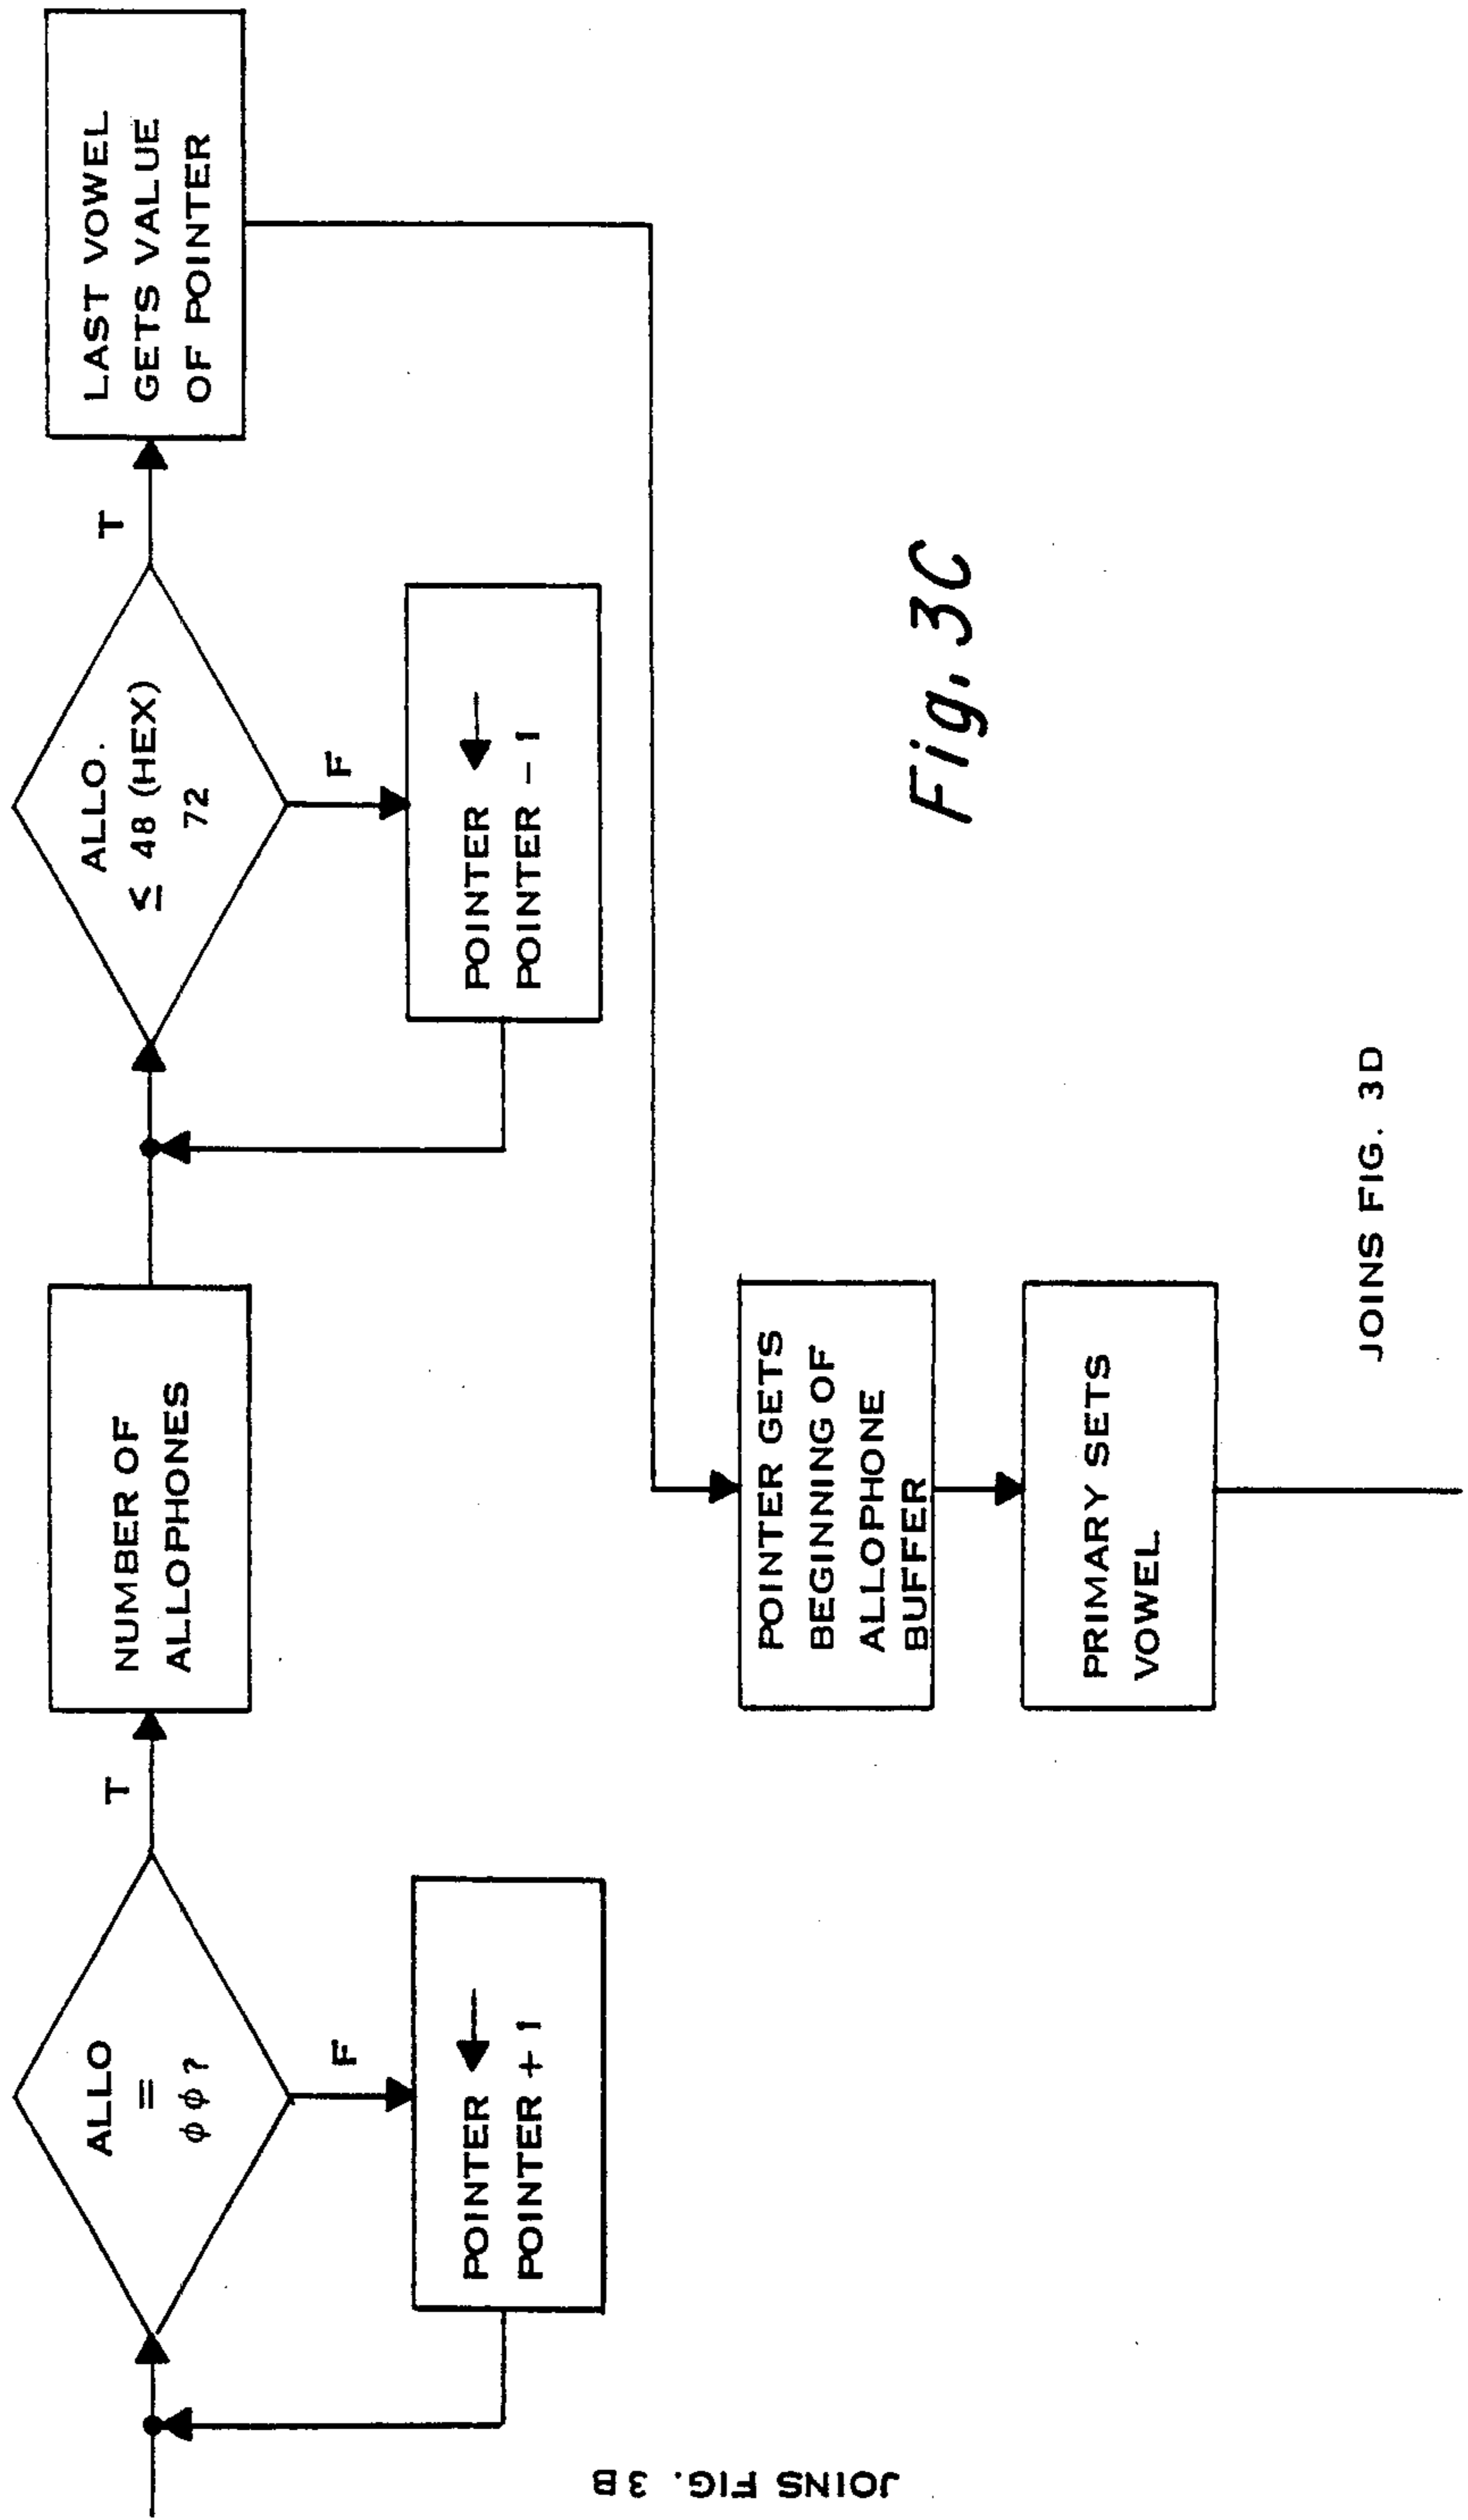 JOINS FIG. 3B
ALLO
=
φφ?
T
F
POINTER ←
POINTER + 1
NUMBER OF
ALLOPHONES
ALLO.
≤ 48 (HEX)
72
T
F
POINTER ←
POINTER - 1
LAST VOWEL
GETS VALUE
OF POINTER
POINTER GETS
BEGINNING OF
ALLOPHONE
BUFFER
PRIMARY SETS
VOWEL
JOINS FIG. 3D
Fig. 3C